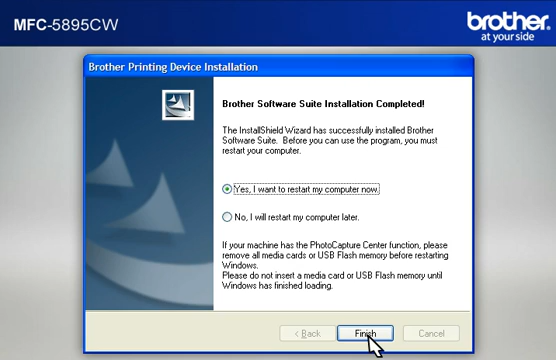 MFC-5895CW
brother.
at your side
Brother Printing Device Installation
Brother Software Suite Installation Completed!
The InstallShield Wizard has successfully installed Brother
Software Suite. Before you can use the program, you must
restart your computer.
Yes, I want to restart my computer now.
No, I will restart my computer later.
If your machine has the PhotoCapture Center function, please
remove all media cards or USB Flash memory before restarting
Windows.
Please do not insert a media card or USB Flash memory until
Windows has finished loading.
< Back
Finish
Cancel